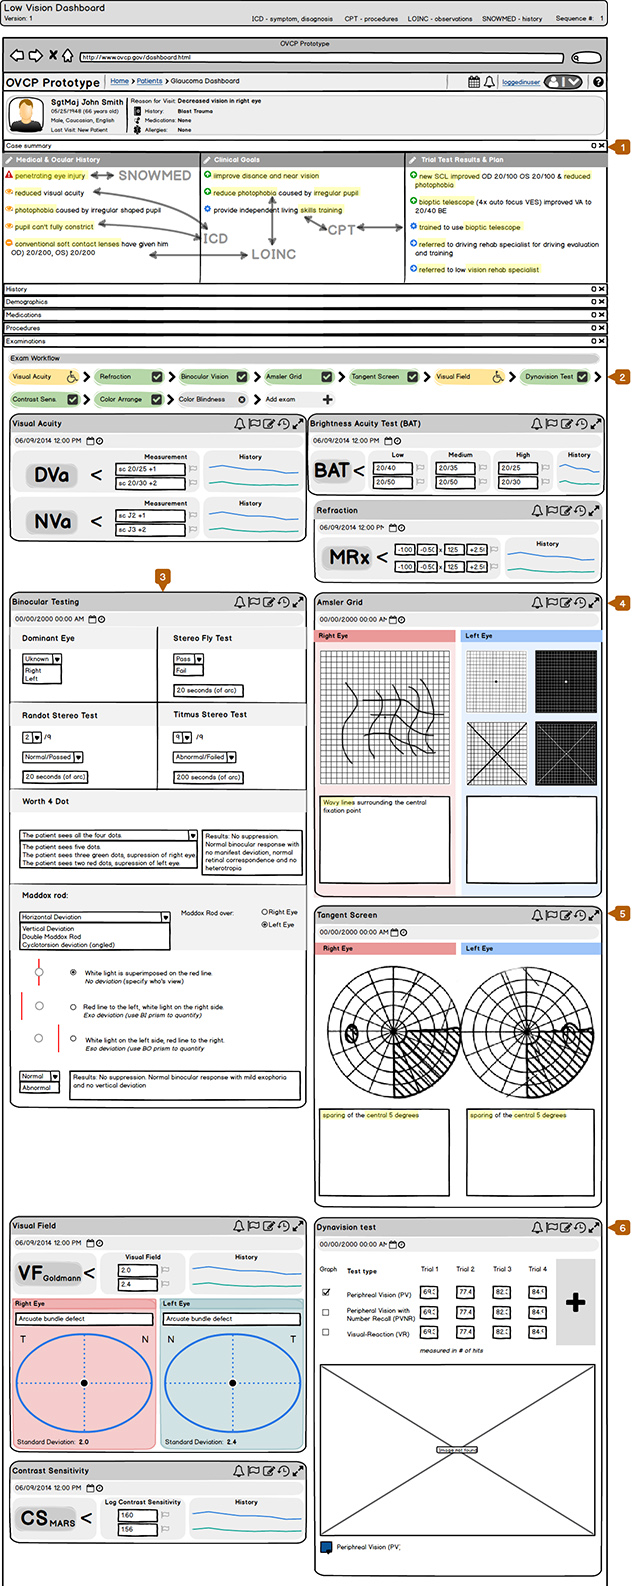 Low Vision Dashboard
Version: 1
ICD - symptom, disagnosis CPT - procedures LOINC - observations SNOWMED - history Sequence #: 1
OVCP Prototype
http://www.ovcp.gov/dashboard.html
OVCP Prototype Home > Patients > Glaucoma Dashboard
loggedinuser
SgtMaj John Smith
05/25/1948 (66 years old)
Male, Caucasian, English
Last Visit: New Patient
Reason for Visit: Decreased vision in right eye
History: Blast Trauma
Medications: None
Allergies: None
Case summary
1
Medical & Ocular History
penetrating eye injury
reduced visual acuity
photophobia caused by irregular shaped pupil
pupil can't fully constrict
conventional soft contact lenses have given him
OD) 20/200, OS) 20/200
SNOWMED
ICD
LOINC
CPT
Clinical Goals
improve disance and near vision
reduce photophobia caused by irregular pupil
provide independent living skills training
Trial Test Results & Plan
new SCL improved OD 20/100 OS 20/100 & reduced
photophobia
bioptic telescope (4x auto focus VES) improved VA to
20/40 BE
trained to use bioptic telescope
referred to driving rehab specialist for driving evaluation
and training
referred to low vision rehab specialist
History
Demographics
Medications
Procedures
Examinations
Exam Workflow
2
Visual Acuity Refraction Binocular Vision Amsler Grid Tangent Screen Visual Field Dynavision Test
Contrast Sens. Color Arrange Color Blindness Add exam
Visual Acuity
06/09/2014 12:00 PM
Measurement History
DVa <
sc 20/25 +1
sc 20/30 +2
Measurement History
NVa <
sc J2 +1
sc J3 +2
Brightness Acuity Test (BAT)
06/09/2014 12:00 PM
Low Medium High History
BAT <
20/40 20/35 20/25
20/50 20/50 20/30
Refraction
06/09/2014 12:00 PM
History
MRx <
-100 -0.50 x 125 +2.50
-100 -0.50 x 125 +2.50
3
Binocular Testing
00/00/2000 00:00 AM
Dominant Eye
Uknown
Right
Left
Stereo Fly Test
Pass
Fail
20 seconds (of arc)
Randot Stereo Test
2 /9
Normal/Passed
20 seconds (of arc)
Titmus Stereo Test
9 /9
Abnormal/Failed
200 seconds (of arc)
Worth 4 Dot
The patient sees all the four dots.
The patient sees five dots.
The patient sees three green dots, supression of right eye.
The patient sees two red dots, supression of left eye.
Results: No suppression.
Normal binocular response with
no manifest deviation, normal
retinal correspondence and no
heterotropia
Maddox rod:
Horizontal Deviation
Vertical Deviation
Double Maddox Rod
Cyclotorsion deviation (angled)
Maddox Rod over:
Right Eye
Left Eye
White light is superimposed on the red line.
No deviation (specify who's view)
Red line to the left, white light on the right side.
Exo deviation (use BI prism to quantify)
White light on the left side, red line to the right.
Exo deviation (use BO prism to quantify
Normal
Abnormal
Results: No suppression. Normal binocular response with mild exophoria
and no vertical deviation
4
Amsler Grid
00/00/2000 00:00 AM
Right Eye Left Eye
Wavy lines surrounding the central
fixation point
5
Tangent Screen
00/00/2000 00:00 AM
Right Eye Left Eye
sparing of the central 5 degrees
sparing of the central 5 degrees
Visual Field
06/09/2014 12:00 PM
Visual Field History
VF Goldmann <
2.0
2.4
Right Eye
Arcuate bundle defect
T N
Standard Deviation: 2.0
Left Eye
Arcuate bundle defect
N T
Standard Deviation: 2.4
Contrast Sensitivity
06/09/2014 12:00 PM
Log Contrast Sensitivity History
CS MARS <
1.60
1.56
6
Dynavision test
00/00/2000 00:00 AM
Graph Test type Trial 1 Trial 2 Trial 3 Trial 4
Periphreal Vision (PV) 69. 77.4 82. 84.
Peripheral Vision with
Number Recall (PVNR) 69. 77.4 82. 84.
Visual-Reaction (VR) 69. 77.4 82. 84.
measured in # of hits
Image not found
Periphreal Vision (PV)